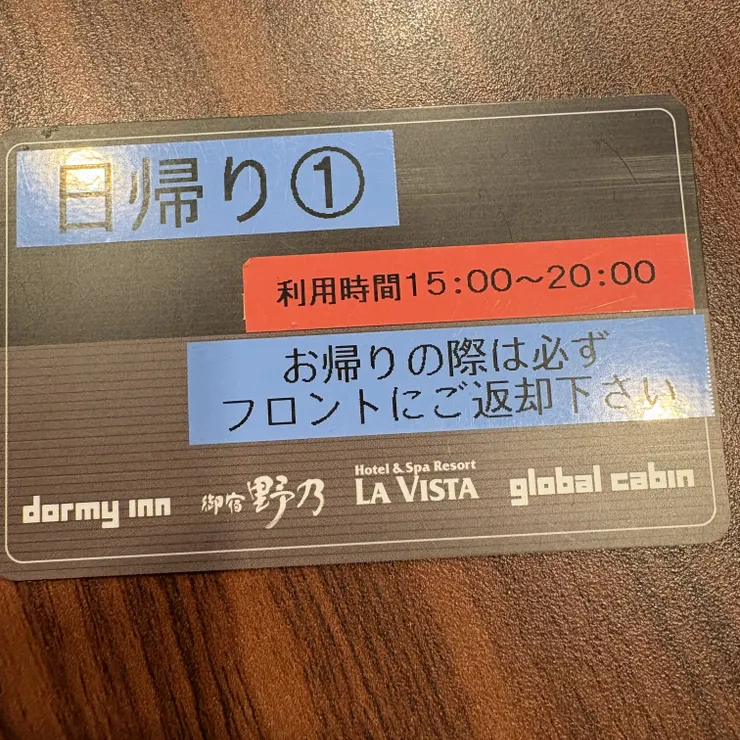 日帰り①
利用時間15:00～20:00
お帰りの際は必ず
フロントにご返却下さい
dormy inn
御宿 野乃
Hotel & Spa Resort
LA VISTA
global cabin